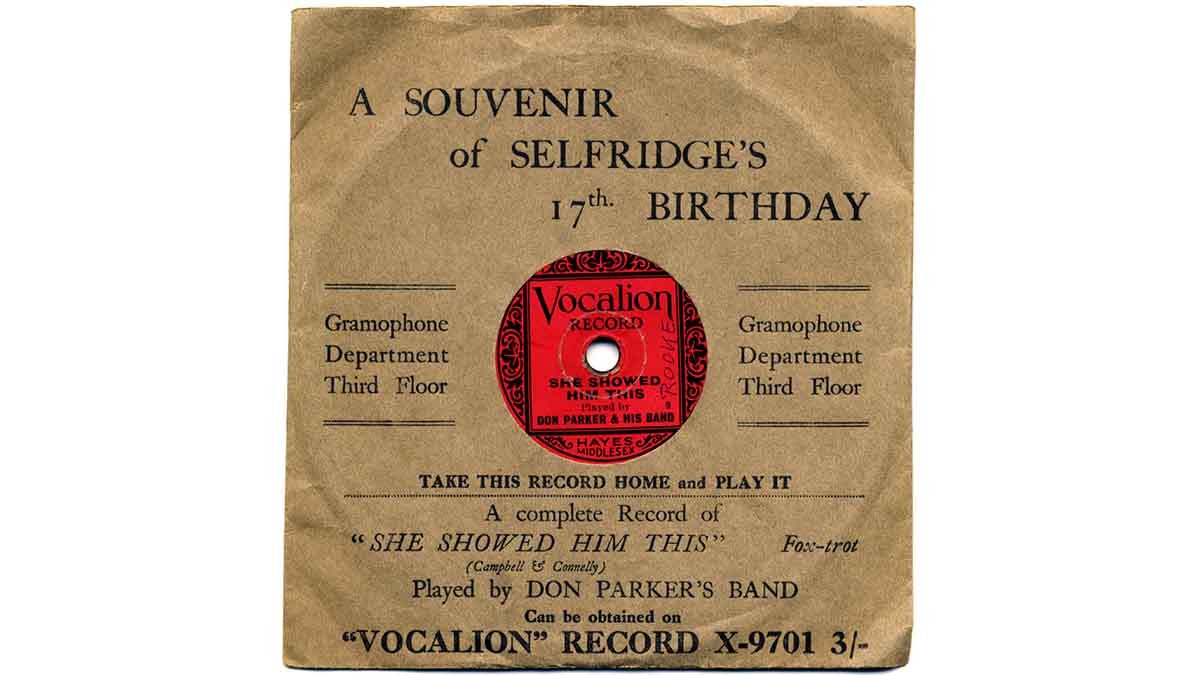 A SOUVENIR
of SELFRIDGE'S
17th. BIRTHDAY
Gramophone
Department
Third Floor
Vocalion
RECORD
SHE SHOWED
HIM THIS
Played by
DON PARKER & HIS BAND
HAYES
MIDDLESEX
Gramophone
Department
Third Floor
TAKE THIS RECORD HOME and PLAY IT
A complete Record of
"SHE SHOWED HIM THIS" Fox-trot
(Campbell & Connelly)
Played by DON PARKER'S BAND
Can be obtained on
"VOCALION" RECORD X-9701 3/-